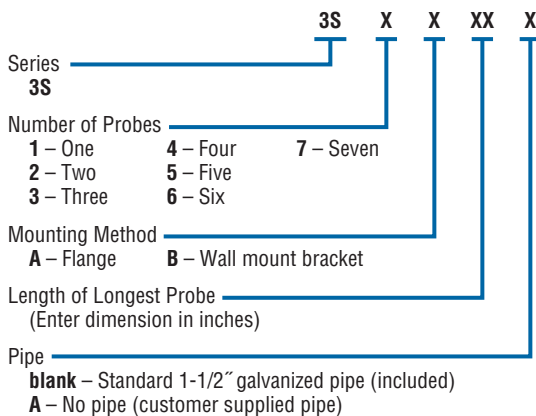 3S X X XX X
Series
3S
Number of Probes
1 – One 4 – Four 7 – Seven
2 – Two 5 – Five
3 – Three 6 – Six
Mounting Method
A – Flange B – Wall mount bracket
Length of Longest Probe
(Enter dimension in inches)
Pipe
blank – Standard 1-1/2˝ galvanized pipe (included)
A – No pipe (customer supplied pipe)